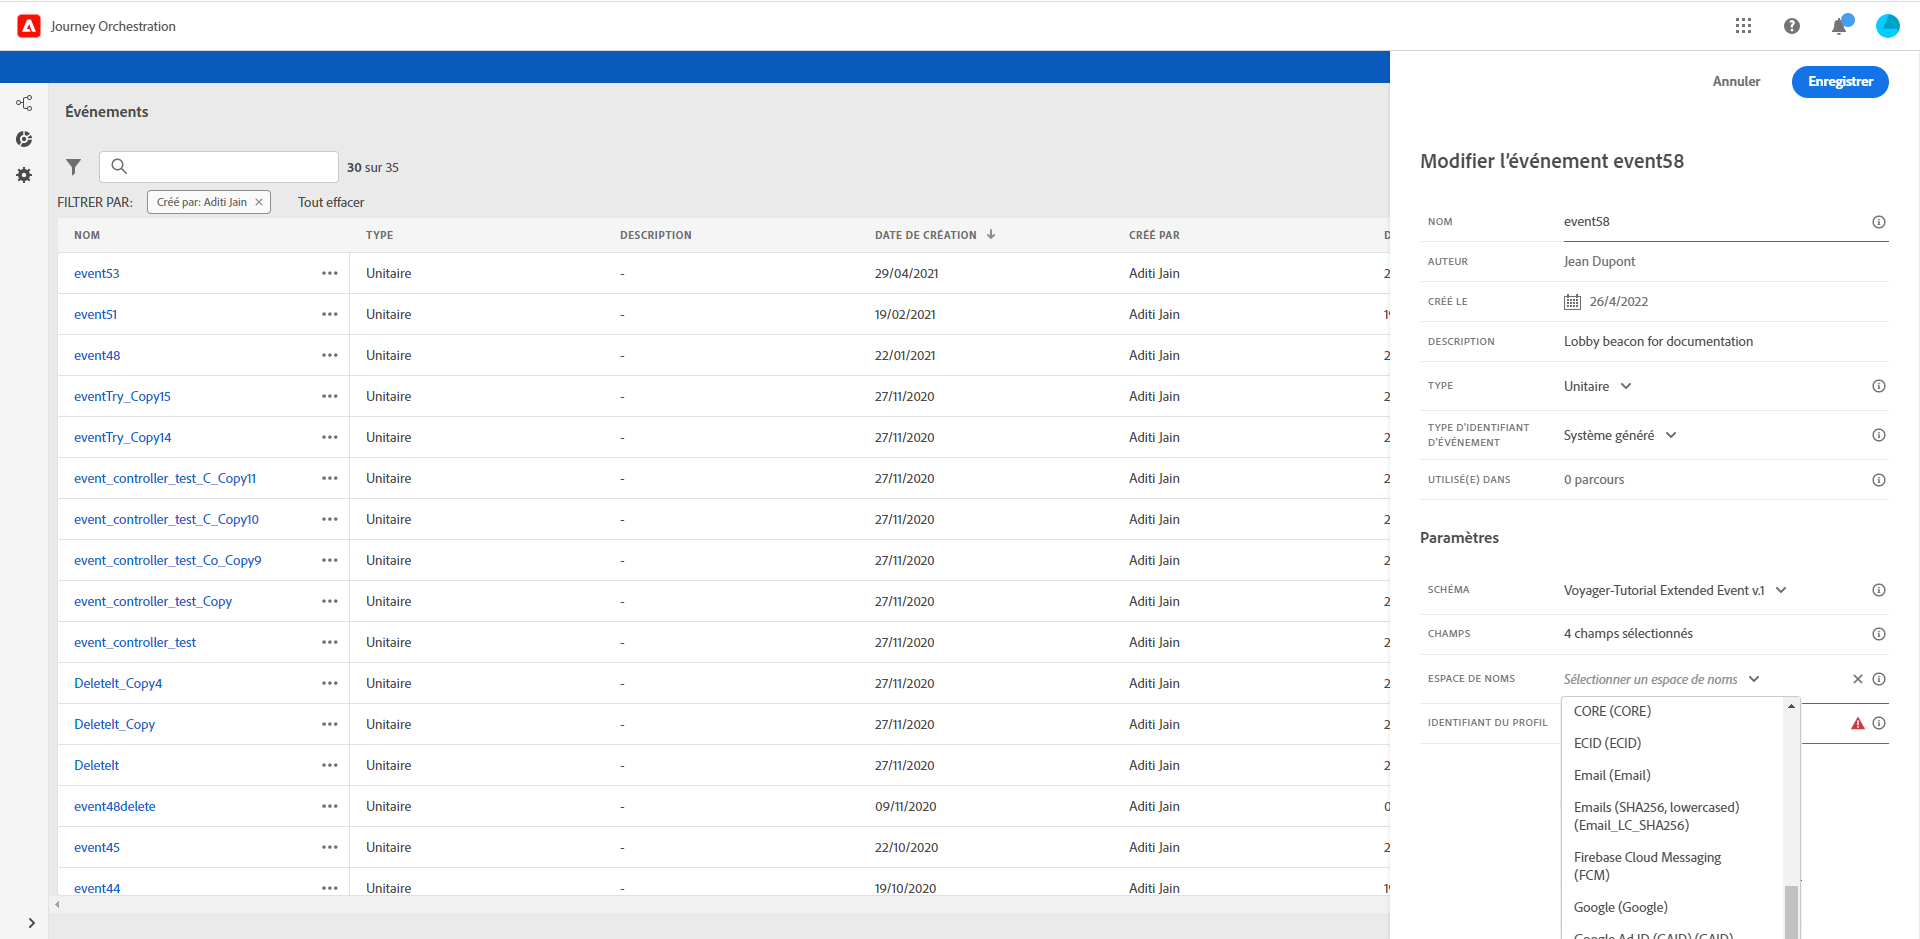 Journey Orchestration
Annuler
Enregistrer
Événements
30 sur 35
FILTRER PAR:
Créé par: Aditi Jain
Tout effacer
NOM TYPE DESCRIPTION DATE DE CRÉATION CRÉÉ PAR D
event53 Unitaire - 29/04/2021 Aditi Jain 2
event51 Unitaire - 19/02/2021 Aditi Jain 1
event48 Unitaire - 22/01/2021 Aditi Jain 2
eventTry_Copy15 Unitaire - 27/11/2020 Aditi Jain 2
eventTry_Copy14 Unitaire - 27/11/2020 Aditi Jain 2
event_controller_test_C_Copy11 Unitaire - 27/11/2020 Aditi Jain 2
event_controller_test_C_Copy10 Unitaire - 27/11/2020 Aditi Jain 2
event_controller_test_Co_Copy9 Unitaire - 27/11/2020 Aditi Jain 2
event_controller_test_Copy Unitaire - 27/11/2020 Aditi Jain 2
event_controller_test Unitaire - 27/11/2020 Aditi Jain 2
DeleteIt_Copy4 Unitaire - 27/11/2020 Aditi Jain 2
DeleteIt_Copy Unitaire - 27/11/2020 Aditi Jain 2
DeleteIt Unitaire - 27/11/2020 Aditi Jain 2
event48delete Unitaire - 09/11/2020 Aditi Jain 0
event45 Unitaire - 22/10/2020 Aditi Jain 2
event44 Unitaire - 19/10/2020 Aditi Jain 1
Modifier l’événement event58
NOM event58
AUTEUR Jean Dupont
CRÉÉ LE 26/4/2022
DESCRIPTION Lobby beacon for documentation
TYPE Unitaire
TYPE D'IDENTIFIANT
D'ÉVÉNEMENT
Système généré
UTILISÉ(E) DANS 0 parcours
Paramètres
SCHÉMA Voyager-Tutorial Extended Event v.1
CHAMPS 4 champs sélectionnés
ESPACE DE NOMS Sélectionner un espace de noms
IDENTIFIANT DU PROFIL
CORE (CORE)
ECID (ECID)
Email (Email)
Emails (SHA256, lowercased)
(Email_LC_SHA256)
Firebase Cloud Messaging
(FCM)
Google (Google)
Google Ad ID (GAID) (GAID)